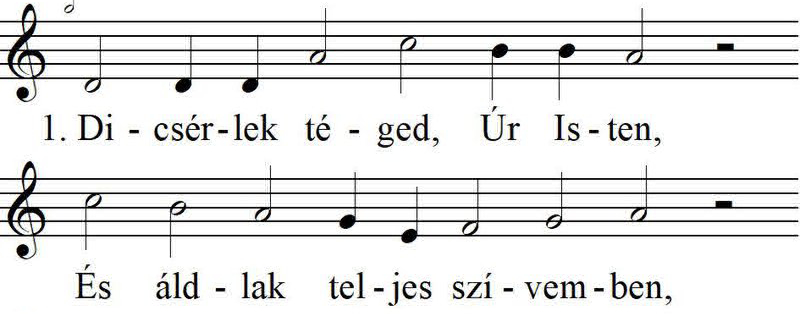 1. Di - csér - lek té - ged, Úr Is - ten,
És áld - lak tel - jes szí - vem - ben,